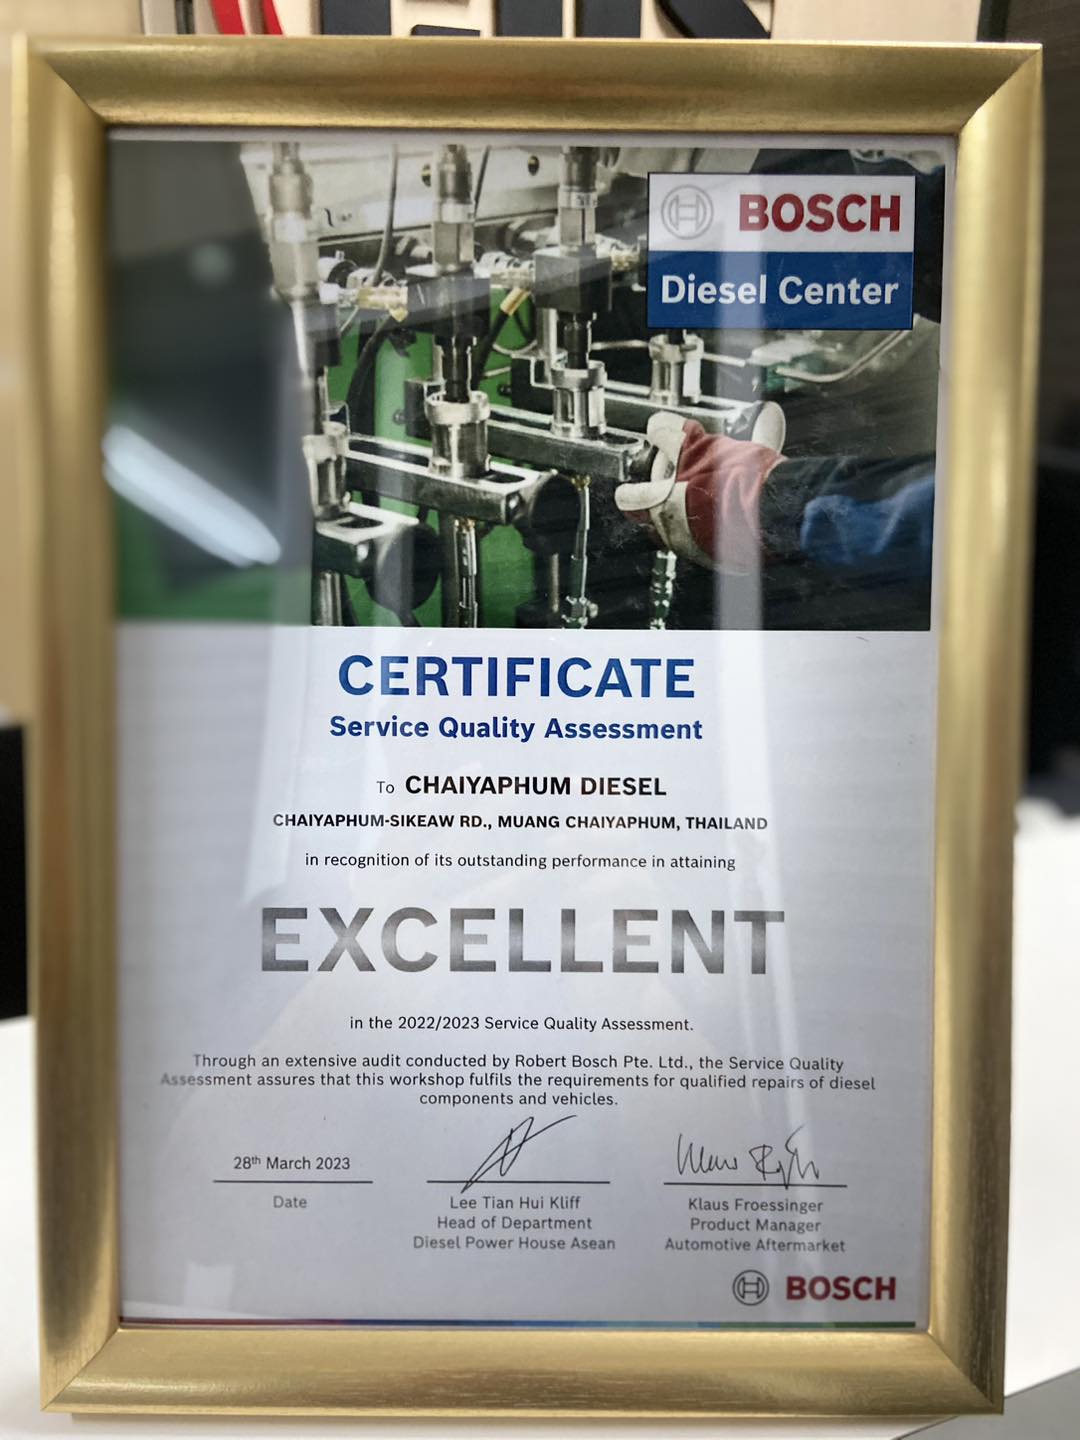 BOSCH
Diesel Center
CERTIFICATE
Service Quality Assessment
To CHAIYAPHUM DIESEL
CHAIYAPHUM-SIKEAW RD., MUANG CHAIYAPHUM, THAILAND
in recognition of its outstanding performance in attaining
EXCELLENT
in the 2022/2023 Service Quality Assessment.
Through an extensive audit conducted by Robert Bosch Pte. Ltd., the Service Quality
Assessment assures that this workshop fulfils the requirements for qualified repairs of diesel
components and vehicles.
28th March 2023
Date
Lee Tian Hui Kliff
Head of Department
Diesel Power House Asean
Klaus Froessinger
Product Manager
Automotive Aftermarket
BOSCH